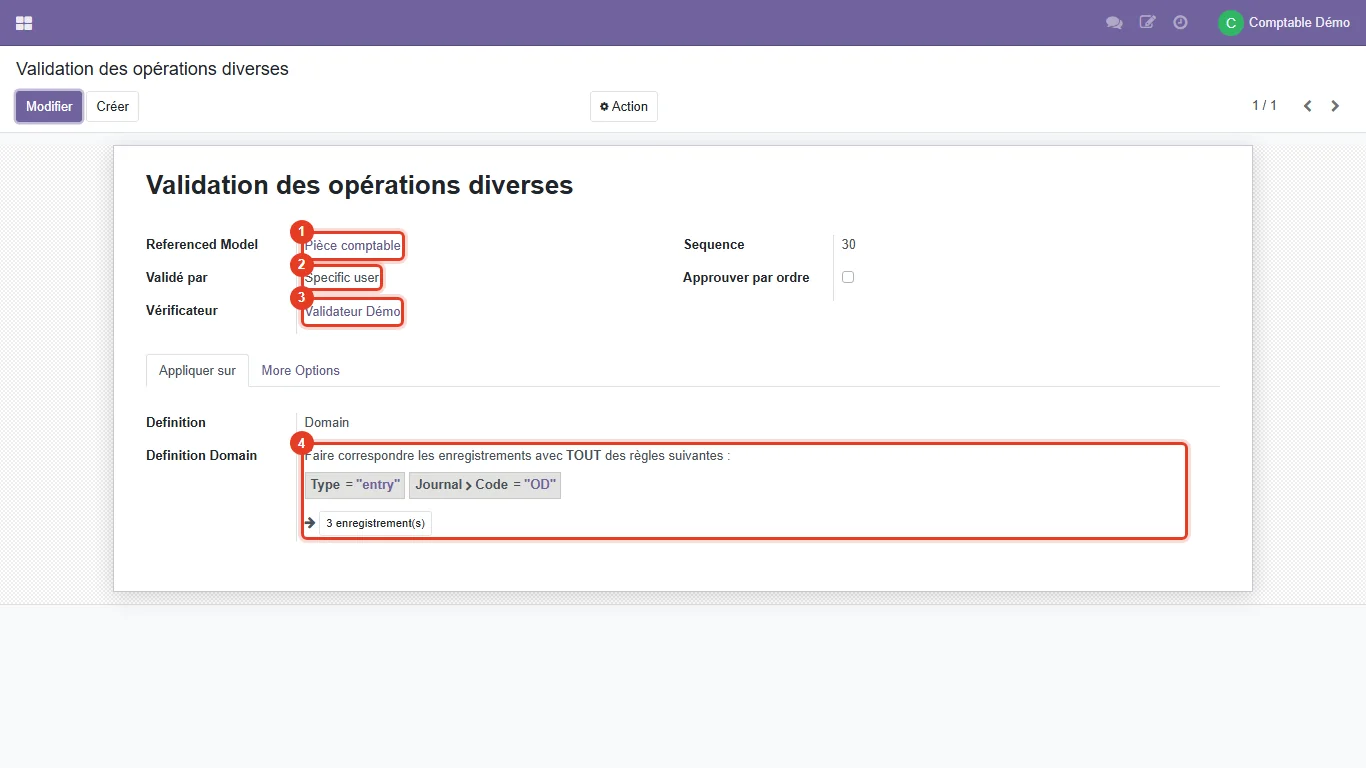 C Comptable Démo
Validation des opérations diverses
Modifier Créer Action 1 / 1
Validation des opérations diverses
1
Referenced Model Pièce comptable Sequence 30
2
Validé par Specific user Approuver par ordre
3
Vérificateur Validateur Démo
Appliquer sur More Options
Definition Domain
4
Definition Domain Faire correspondre les enregistrements avec TOUT des règles suivantes :
Type = "entry" Journal > Code = "OD"
3 enregistrement(s)